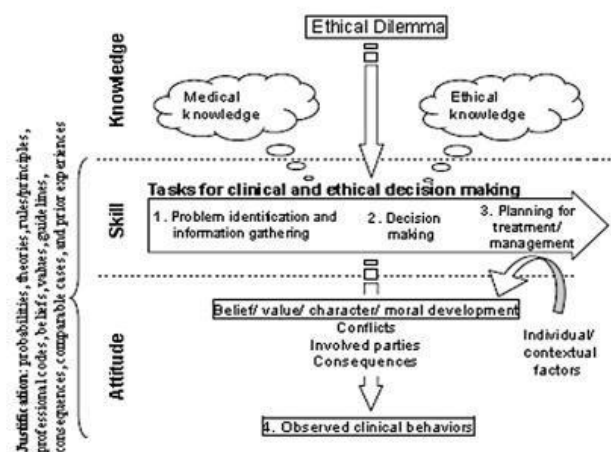 Ethical Dilemma
Knowledge
Medical
knowledge
Ethical
knowledge
Justification: probabilities, theories, rules/principles,
professional codes, beliefs, values, guidelines,
consequences, comparable cases, and prior experiences
Skill
Tasks for clinical and ethical decision making
1. Problem identification and
information gathering
2. Decision
making
3. Planning for
treatment/
management
Attitude
Belief/ value/ character/ moral development
Conflicts
Involved parties
Consequences
Individual/
contextual
factors
4. Observed clinical behaviors